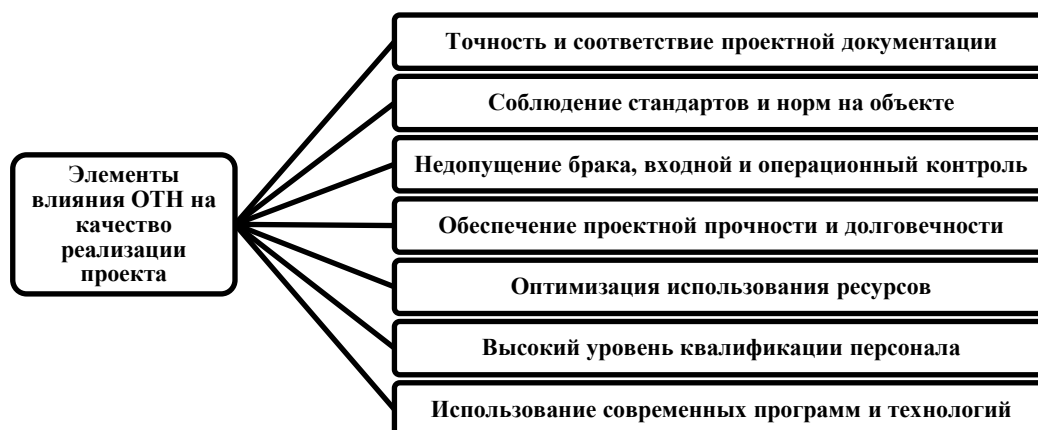 Элементы
влияния ОТН на
качество
реализации
проекта
Точность и соответствие проектной документации
Соблюдение стандартов и норм на объекте
Недопущение брака, входной и операционный контроль
Обеспечение проектной прочности и долговечности
Оптимизация использования ресурсов
Высокий уровень квалификации персонала
Использование современных программ и технологий